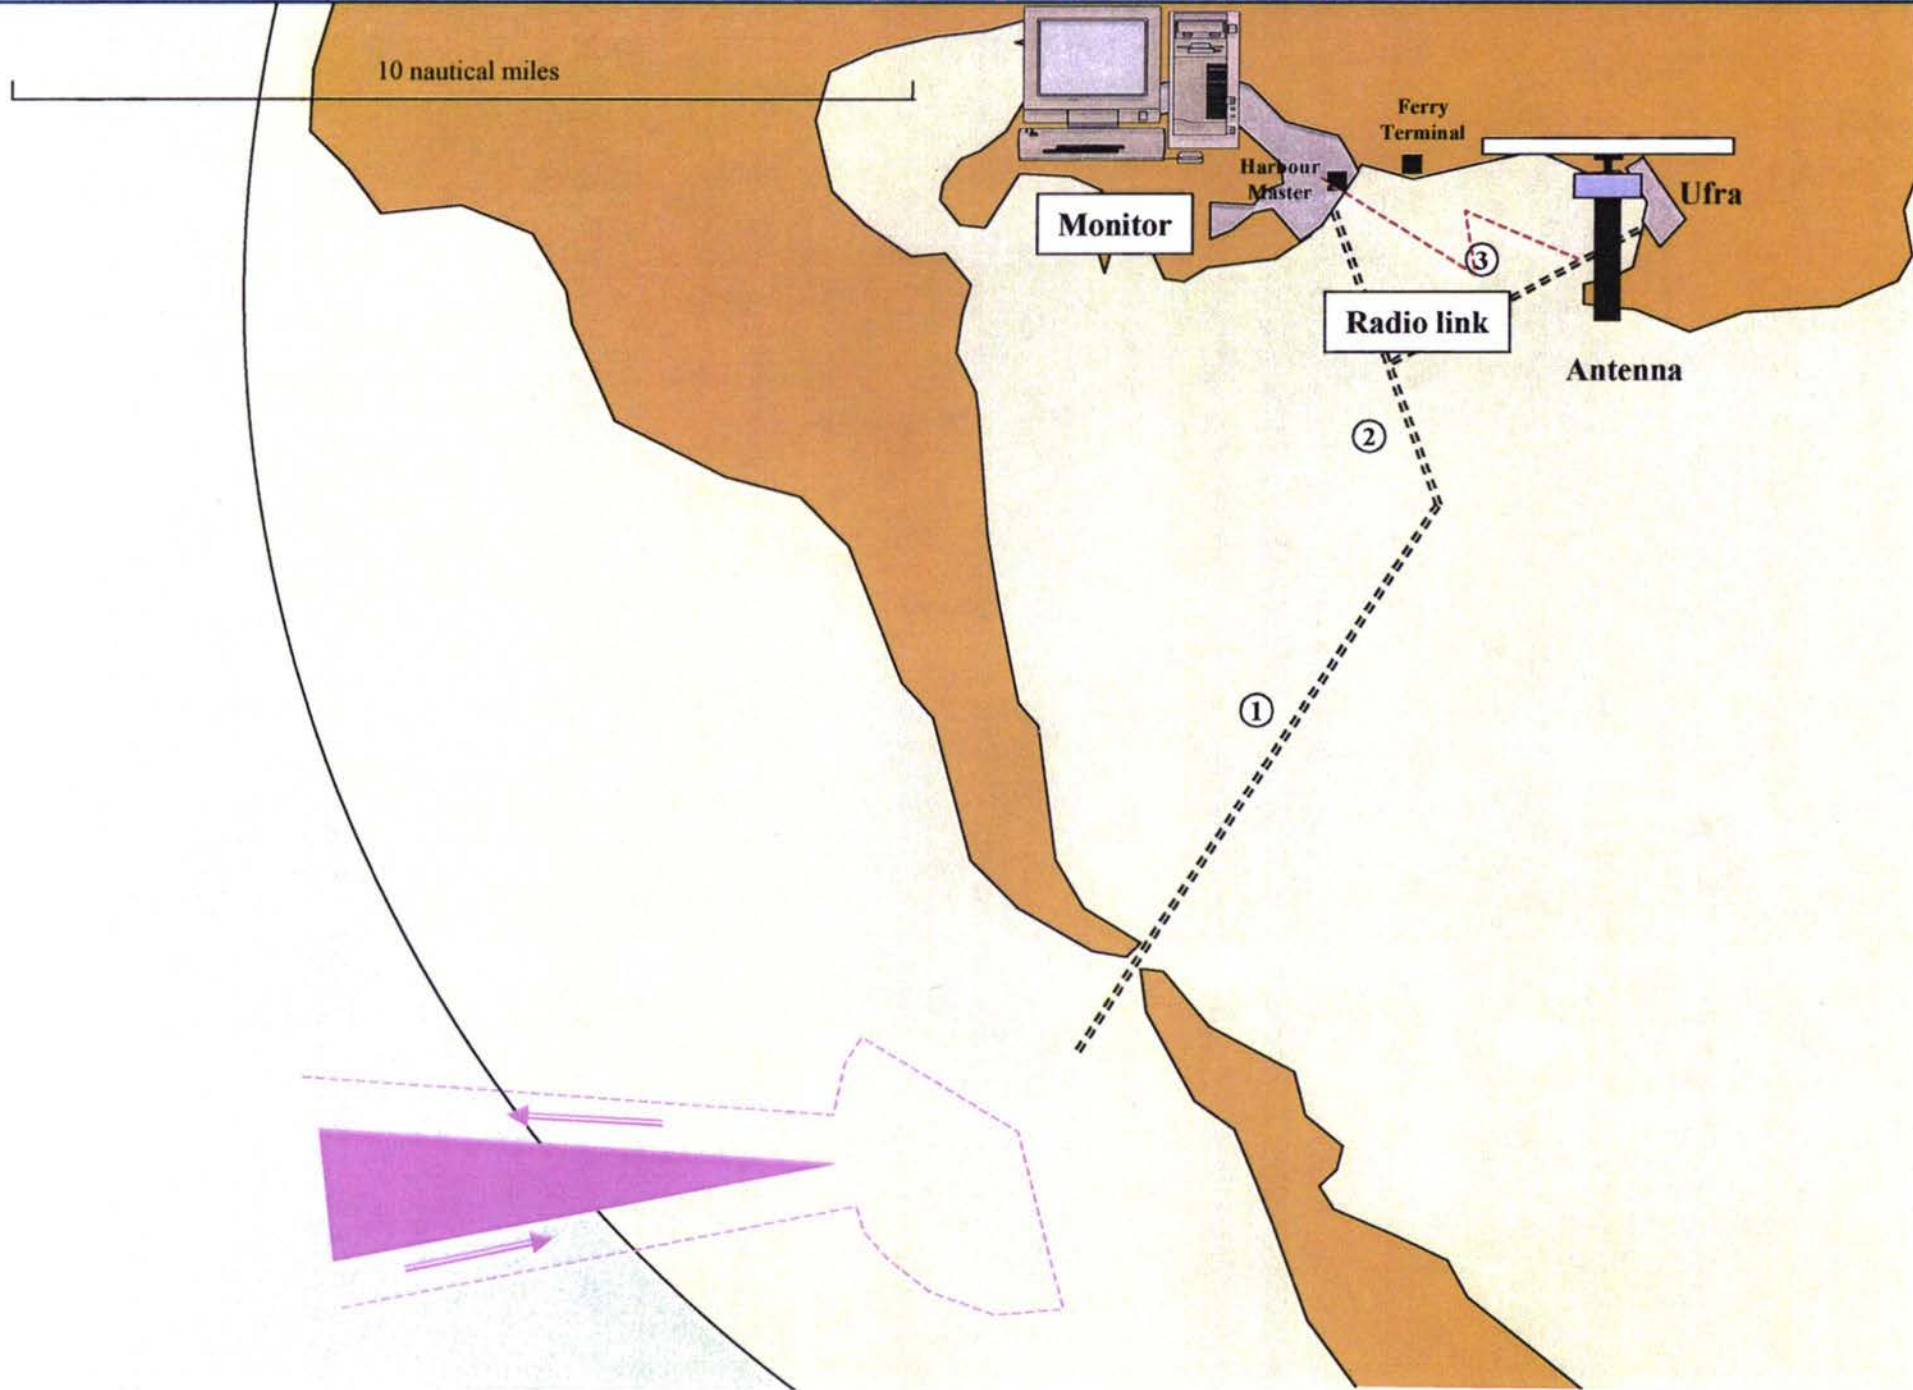 10 nautical miles
Ferry
Terminal
Harbour
Master
Ufra
Monitor
3
Radio link
Antenna
2
1